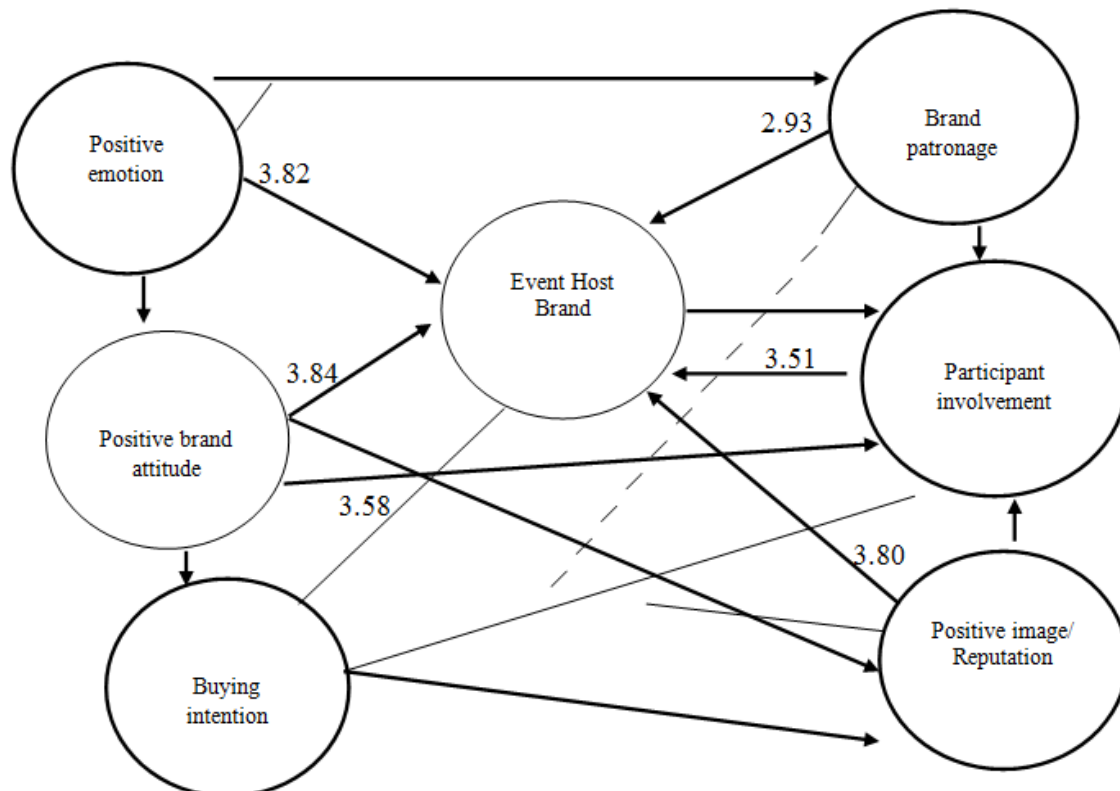 Positive
emotion
Brand
patronage
2.93
3.82
Event Host
Brand
3.84
3.51
Participant
involvement
Positive brand
attitude
3.58
3.80
Positive image/
Reputation
Buying
intention